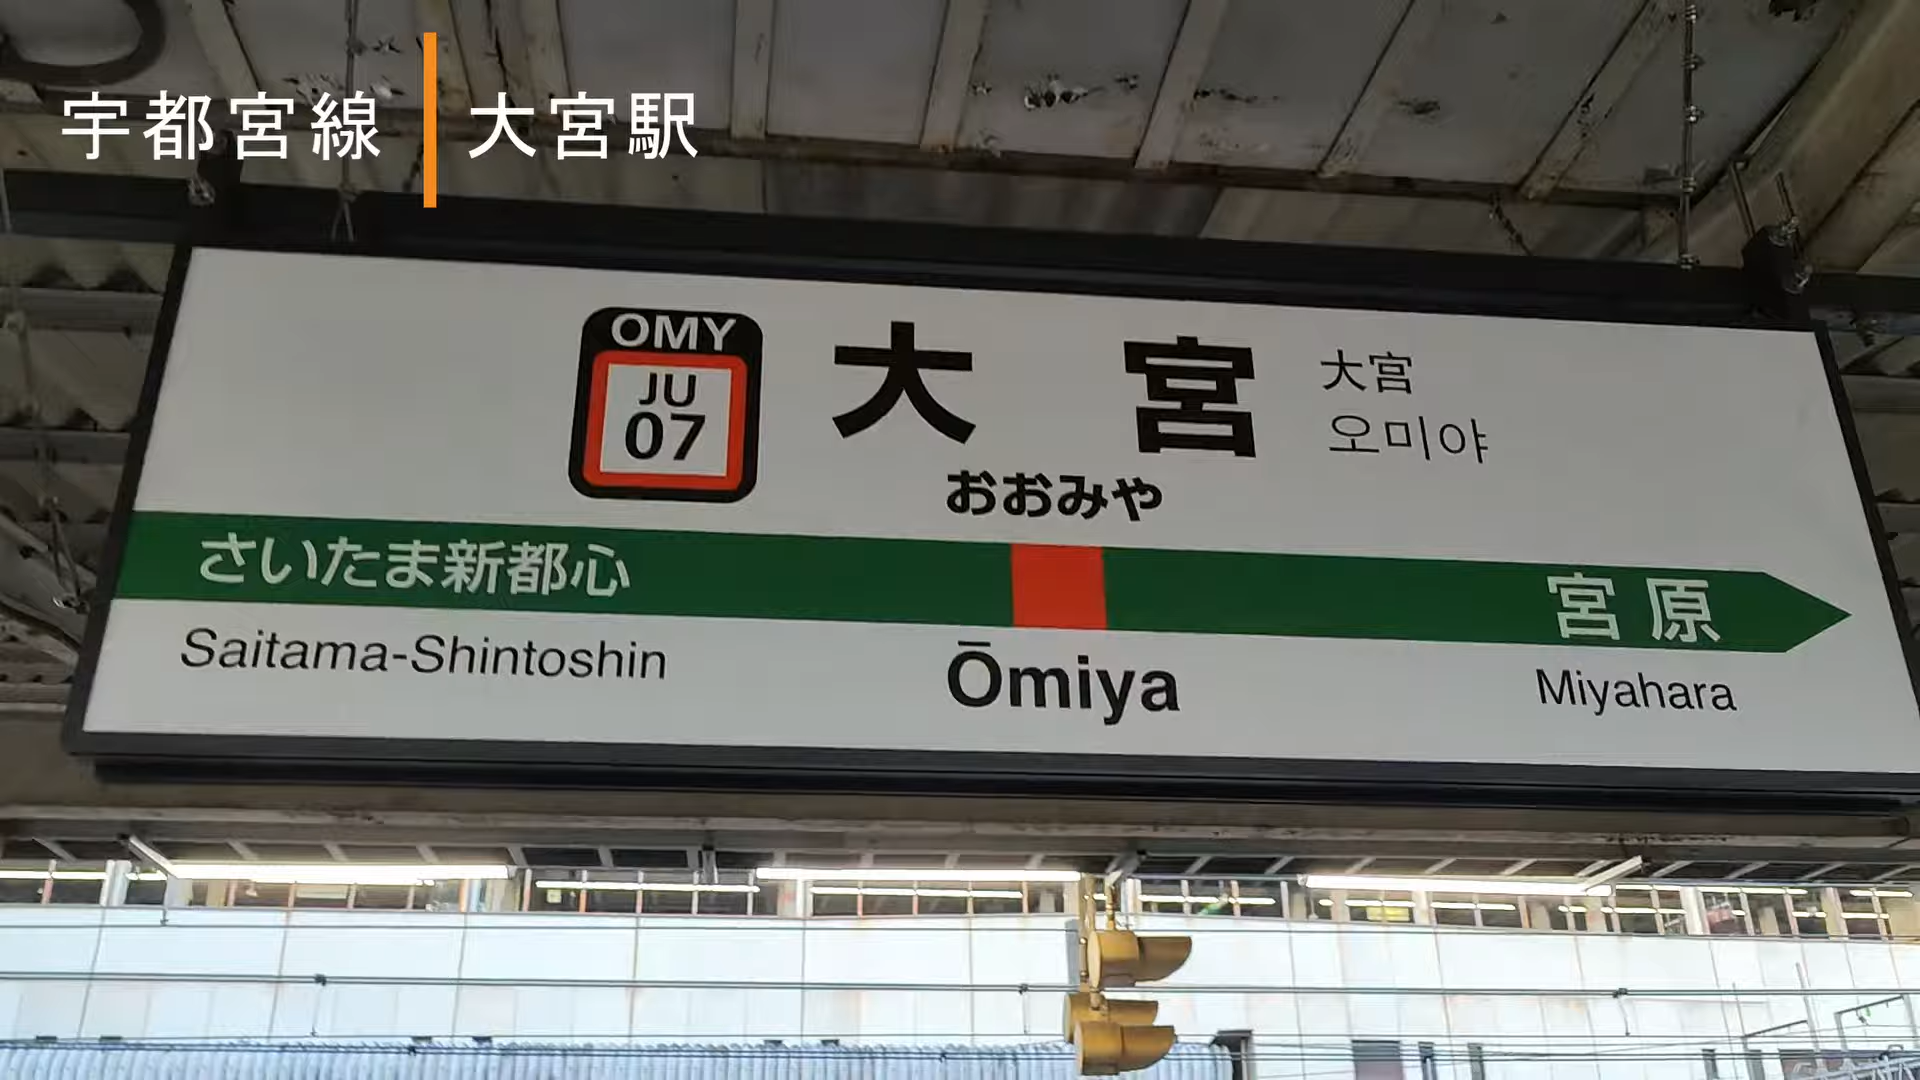 宇都宮線 大宮駅
OMY
JU
07
大宮
大宫
오미야
おおみや
さいたま新都心
宮原
Saitama-Shintoshin
Ōmiya
Miyahara